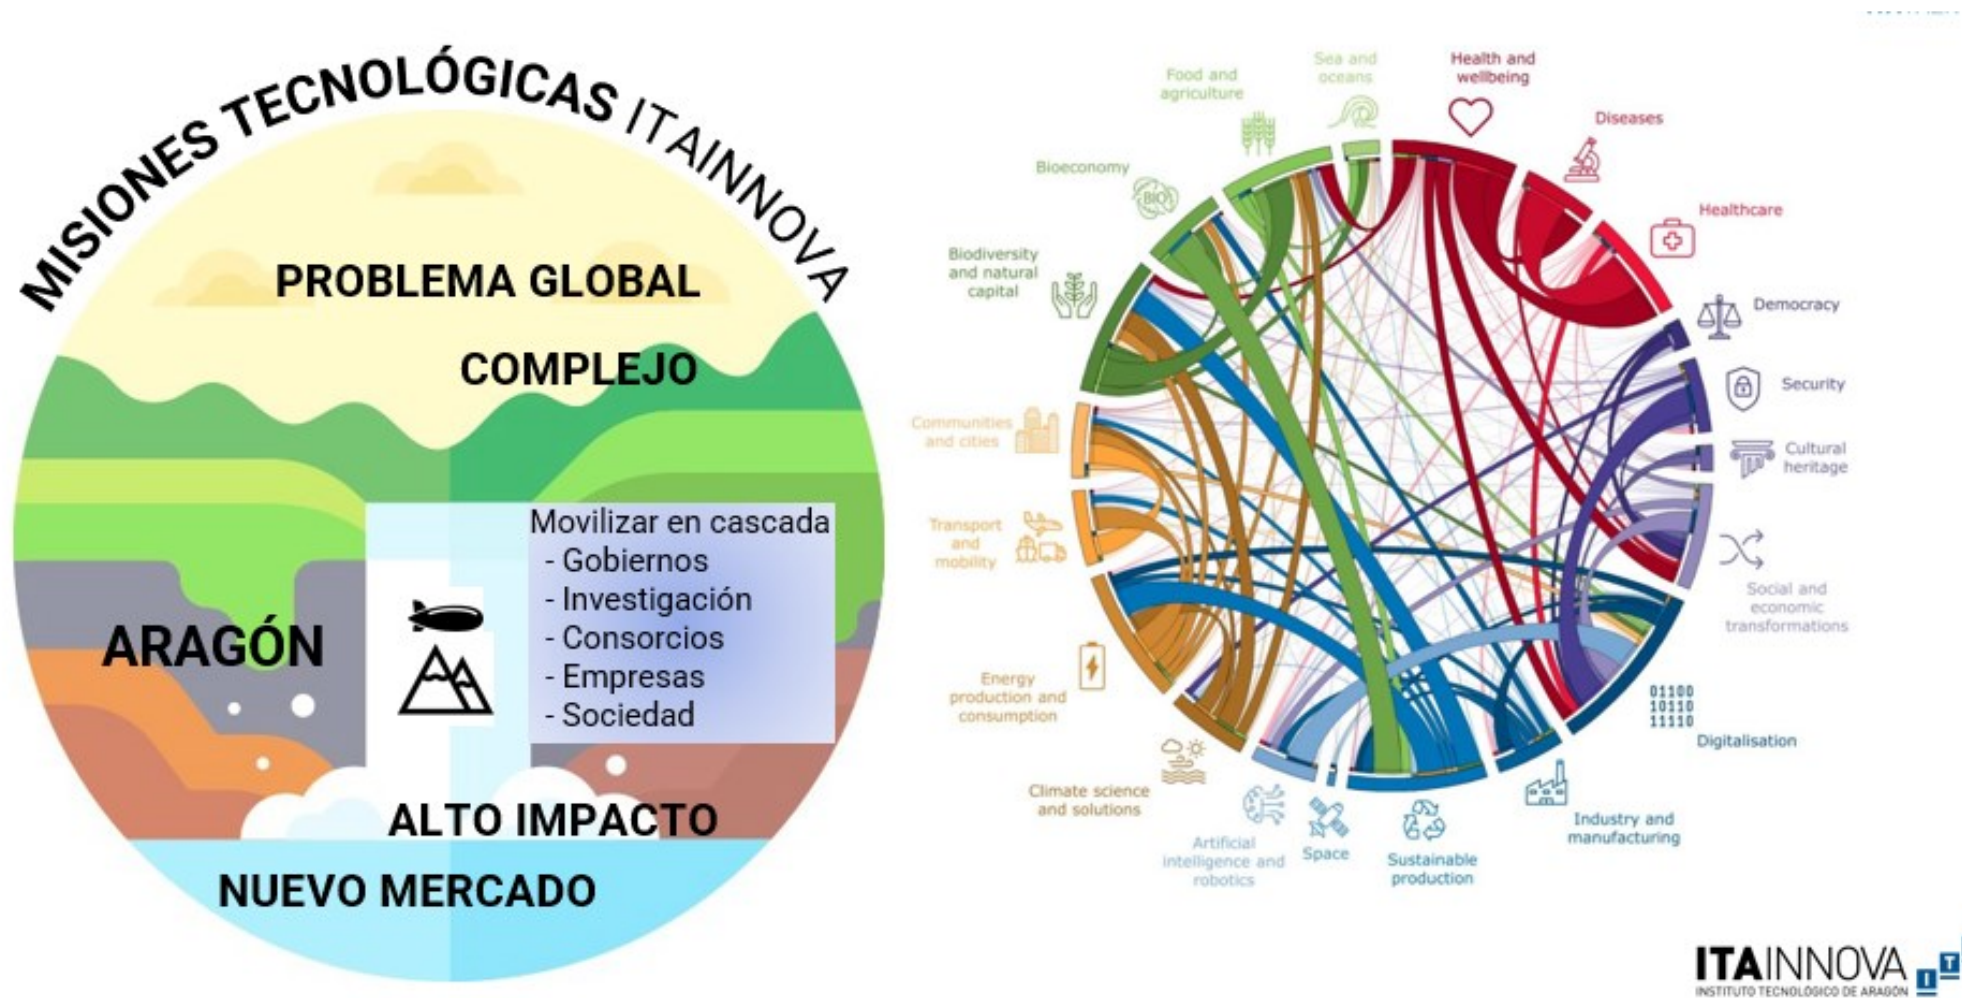 MISIONES TECNOLÓGICAS ITAINNOVA
PROBLEMA GLOBAL
COMPLEJO
Movilizar en cascada
- Gobiernos
- Investigación
- Consorcios
- Empresas
- Sociedad
ARAGÓN
ALTO IMPACTO
NUEVO MERCADO
Sea and
oceans
Health and
wellbeing
Food and
agriculture
Diseases
Bioeconomy
BIO
Healthcare
Biodiversity
and natural
capital
Democracy
Security
Communities
and cities
Cultural
heritage
Transport
and
mobility
Social and
economic
transformations
Energy
production and
consumption
01100
10110
11110
Digitalisation
Climate science
and solutions
Artificial
intelligence and
robotics
Space
Sustainable
production
Industry and
manufacturing
ITAINNOVA
INSTITUTO TECNOLÓGICO DE ARAGÓN
I T